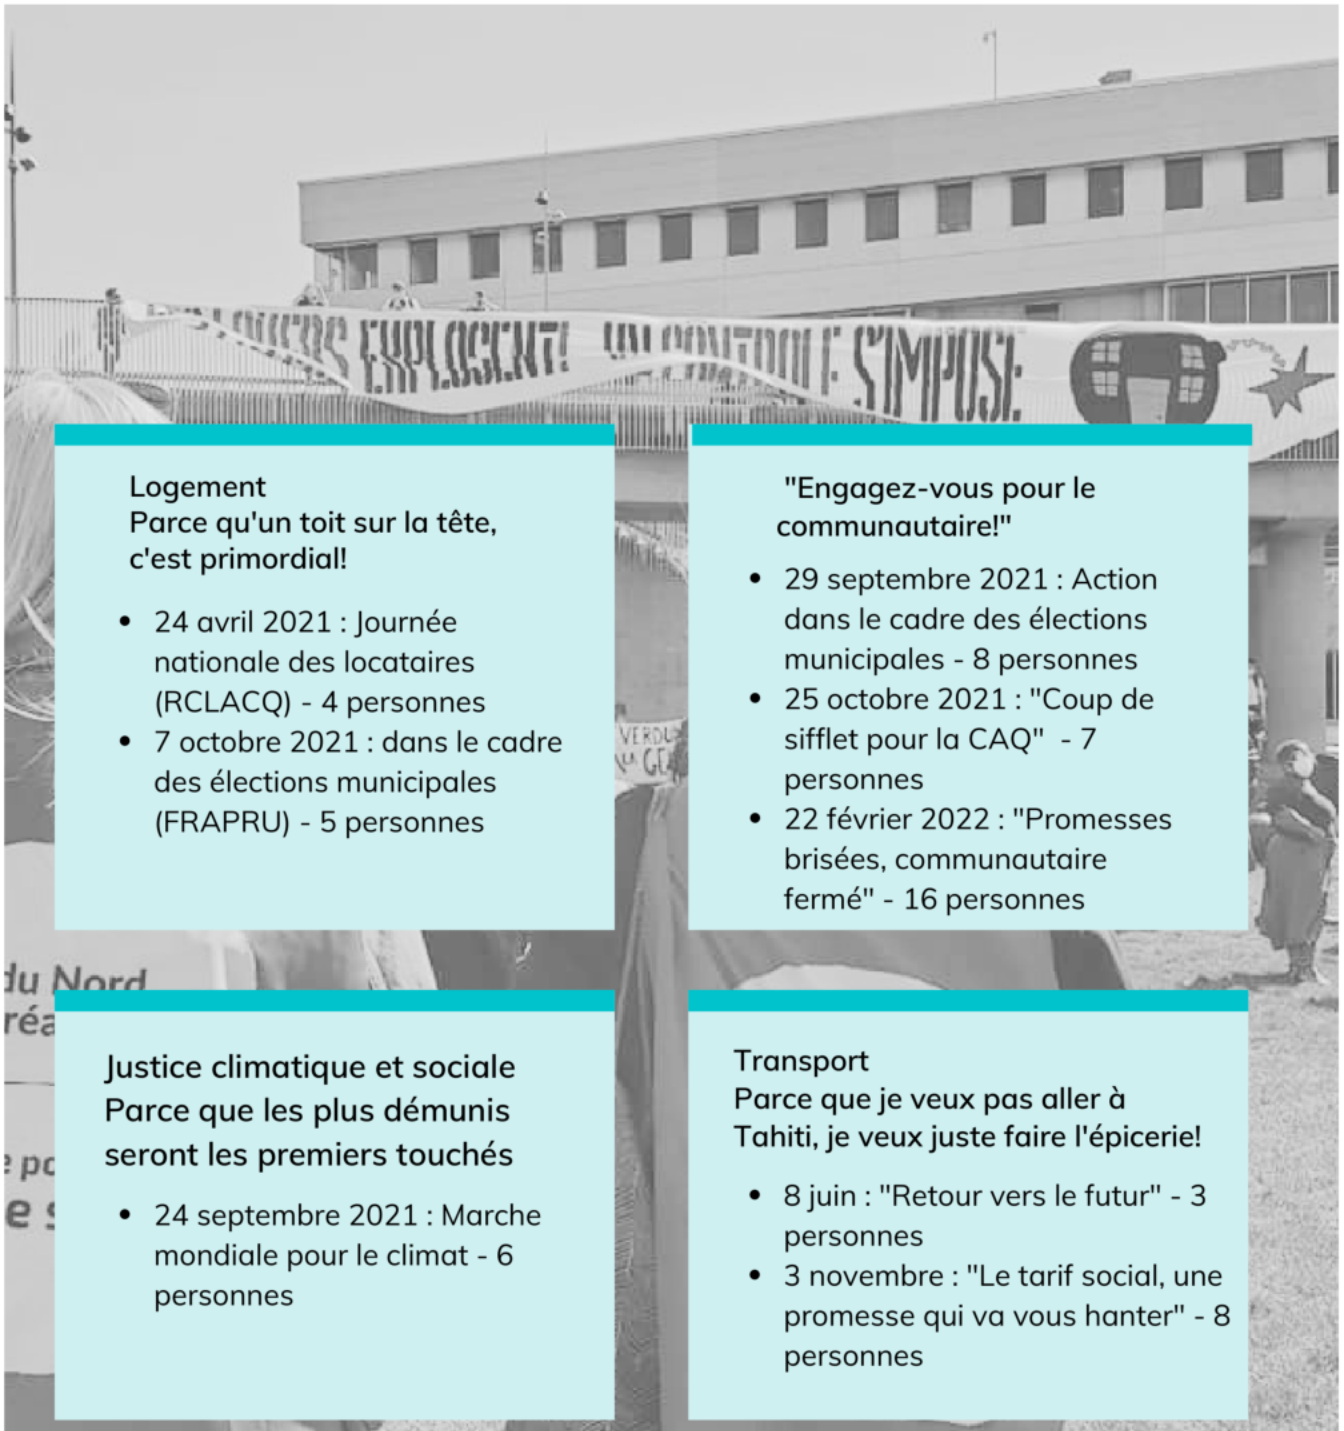 EXPLOSENT! UN CONTROLE S'IMPOSE
Logement
Parce qu'un toit sur la tête,
c'est primordial!
• 24 avril 2021 : Journée
nationale des locataires
(RCLACQ) - 4 personnes
• 7 octobre 2021 : dans le cadre
des élections municipales
(FRAPRU) - 5 personnes
"Engagez-vous pour le
communautaire!"
• 29 septembre 2021 : Action
dans le cadre des élections
municipales - 8 personnes
• 25 octobre 2021 : "Coup de
sifflet pour la CAQ" - 7
personnes
• 22 février 2022 : "Promesses
brisées, communautaire
fermé" - 16 personnes
du Nord
Justice climatique et sociale
Parce que les plus démunis
seront les premiers touchés
• 24 septembre 2021 : Marche
mondiale pour le climat - 6
personnes
Transport
Parce que je veux pas aller à
Tahiti, je veux juste faire l'épicerie!
• 8 juin : "Retour vers le futur" - 3
personnes
• 3 novembre : "Le tarif social, une
promesse qui va vous hanter" - 8
personnes